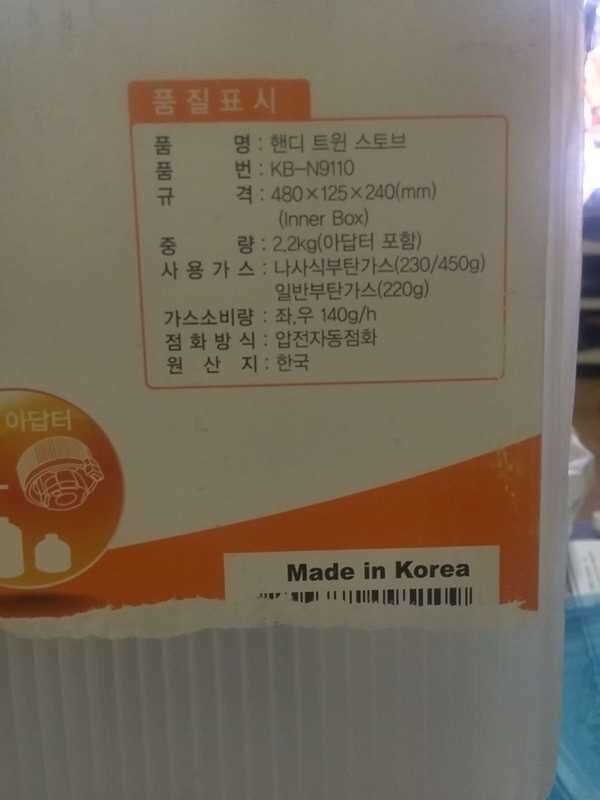 품질표시
품 명 : 핸디 트윈 스토브
품 번 : KB-N9110
규 격 : 480×125×240(mm)
(Inner Box)
중 량 : 2.2kg(아답터 포함)
사 용 가 스 : 나사식부탄가스(230/450g)
일반부탄가스(220g)
가스소비량 : 좌,우 140g/h
점 화 방 식 : 압전자동점화
원 산 지 : 한국
아답터
Made in Korea